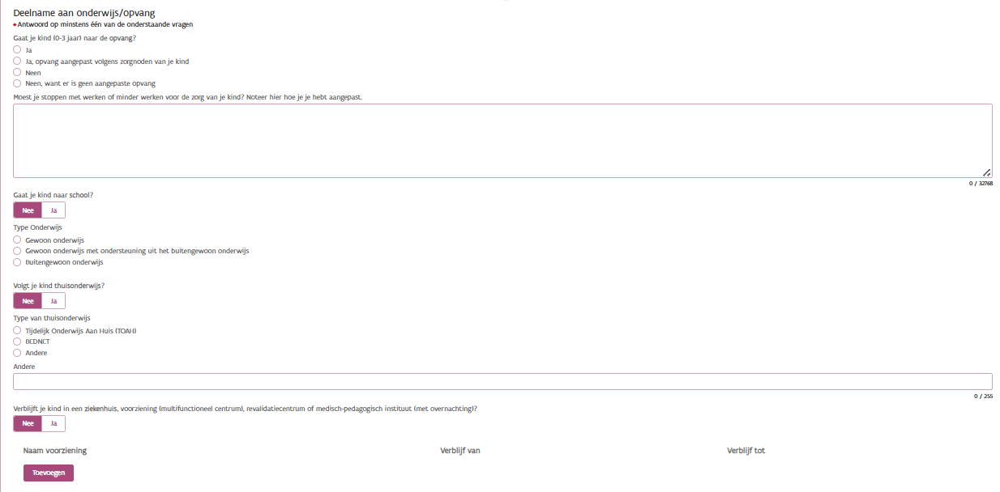 Deelname aan onderwijs/opvang
Antwoord op minstens één van de onderstaande vragen
Gaat je kind (0-3 jaar) naar de opvang?
Ja
Ja, opvang aangepast volgens zorgnoden van je kind
Neen
Neen, want er is geen aangepaste opvang
Moest je stoppen met werken of minder werken voor de zorg van je kind? Noteer hier hoe je je hebt aangepast.
0 / 32768
Gaat je kind naar school?
Nee Ja
Type Onderwijs
Gewoon onderwijs
Gewoon onderwijs met ondersteuning uit het buitengewoon onderwijs
Buitengewoon onderwijs
Volgt je kind thuisonderwijs?
Nee Ja
Type van thuisonderwijs
Tijdelijk Onderwijs Aan Huis (TOAH)
BEDNET
Andere
Andere
0 / 255
Verblijft je kind in een ziekenhuis, voorziening (multifunctioneel centrum), revalidatiecentrum of medisch-pedagogisch instituut (met overnachting)?
Nee Ja
Naam voorziening Verblijf van Verblijf tot
Toevoegen